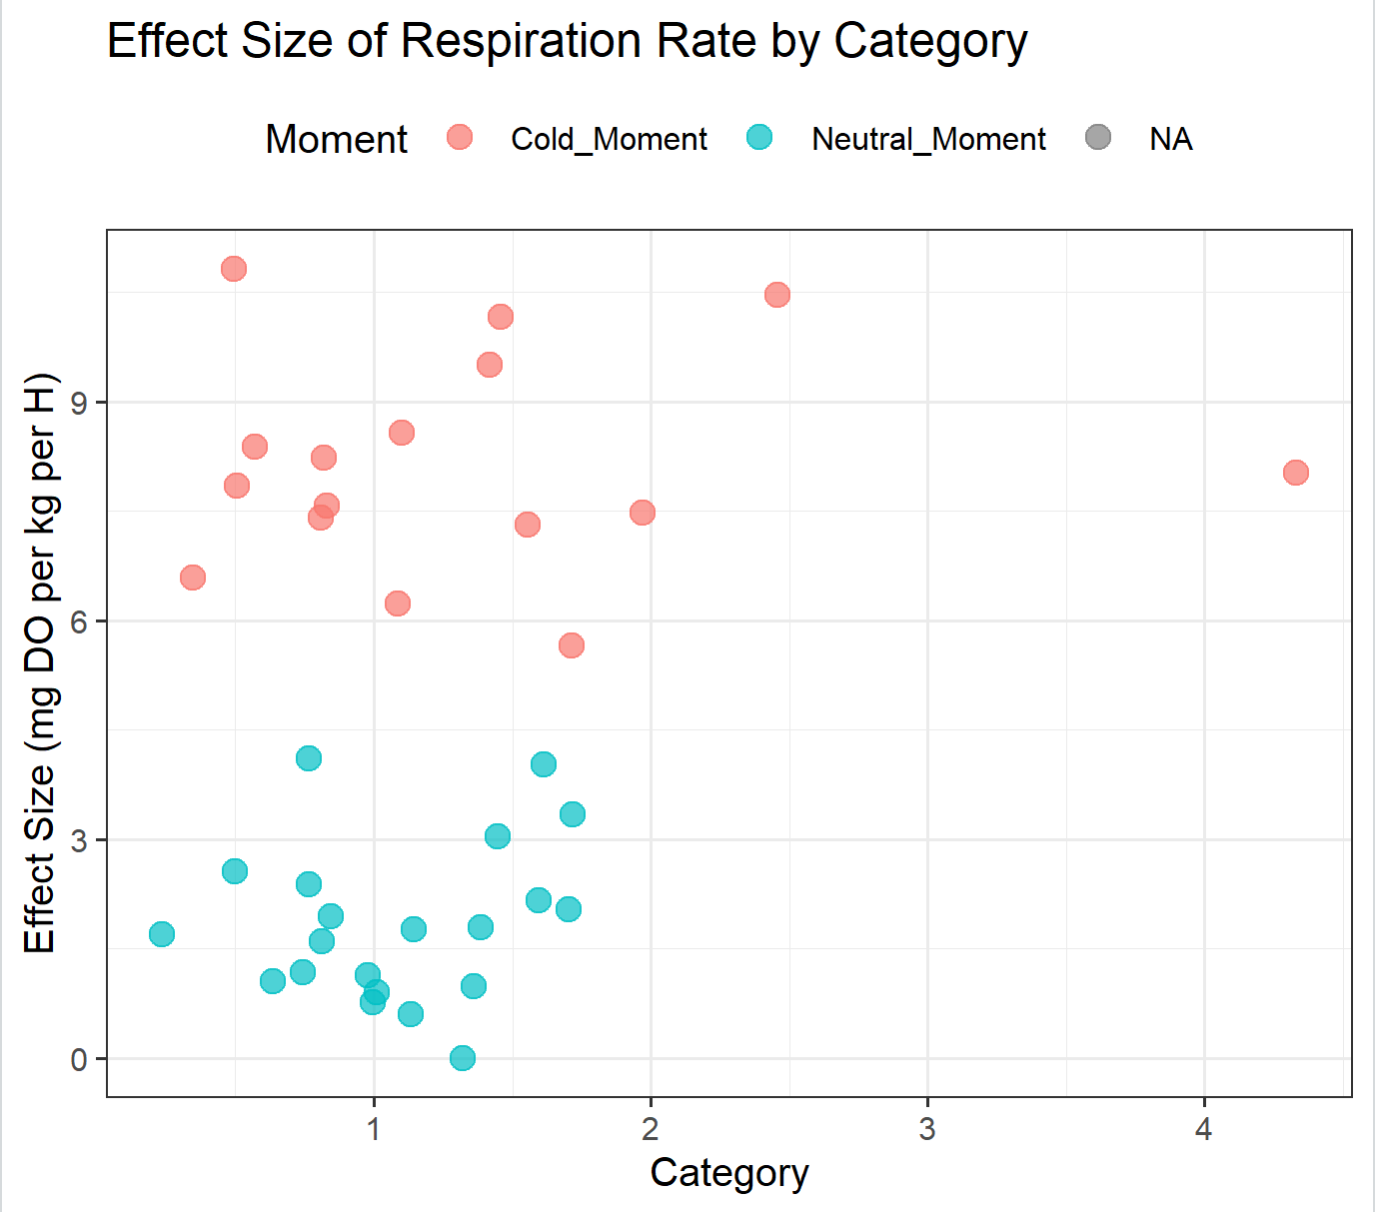 Effect Size of Respiration Rate by Category
Moment Cold_Moment Neutral_Moment NA
Effect Size (mg DO per kg per H)
9
6
3
0
1 2 3 4
Category